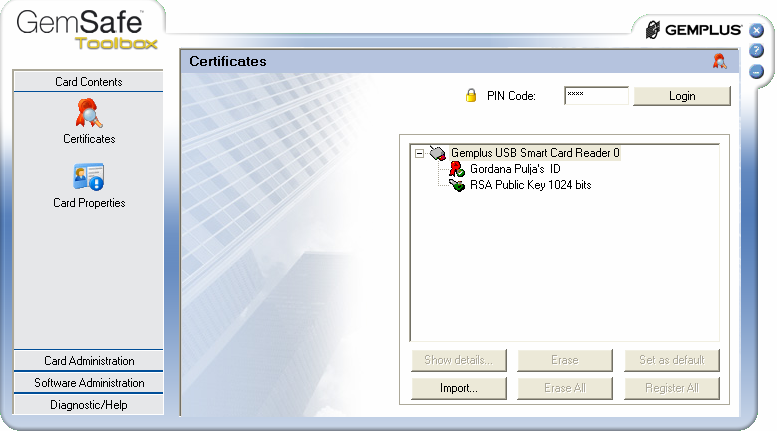 GemSafe™
Toolbox
GEMPLUS
Card Contents
Certificates
Card Properties
Card Administration
Software Administration
Diagnostic/Help
Certificates
PIN Code: **** Login
Gemplus USB Smart Card Reader 0
Gordana Pulja's ID
RSA Public Key 1024 bits
Show details... Erase Set as default
Import... Erase All Register All